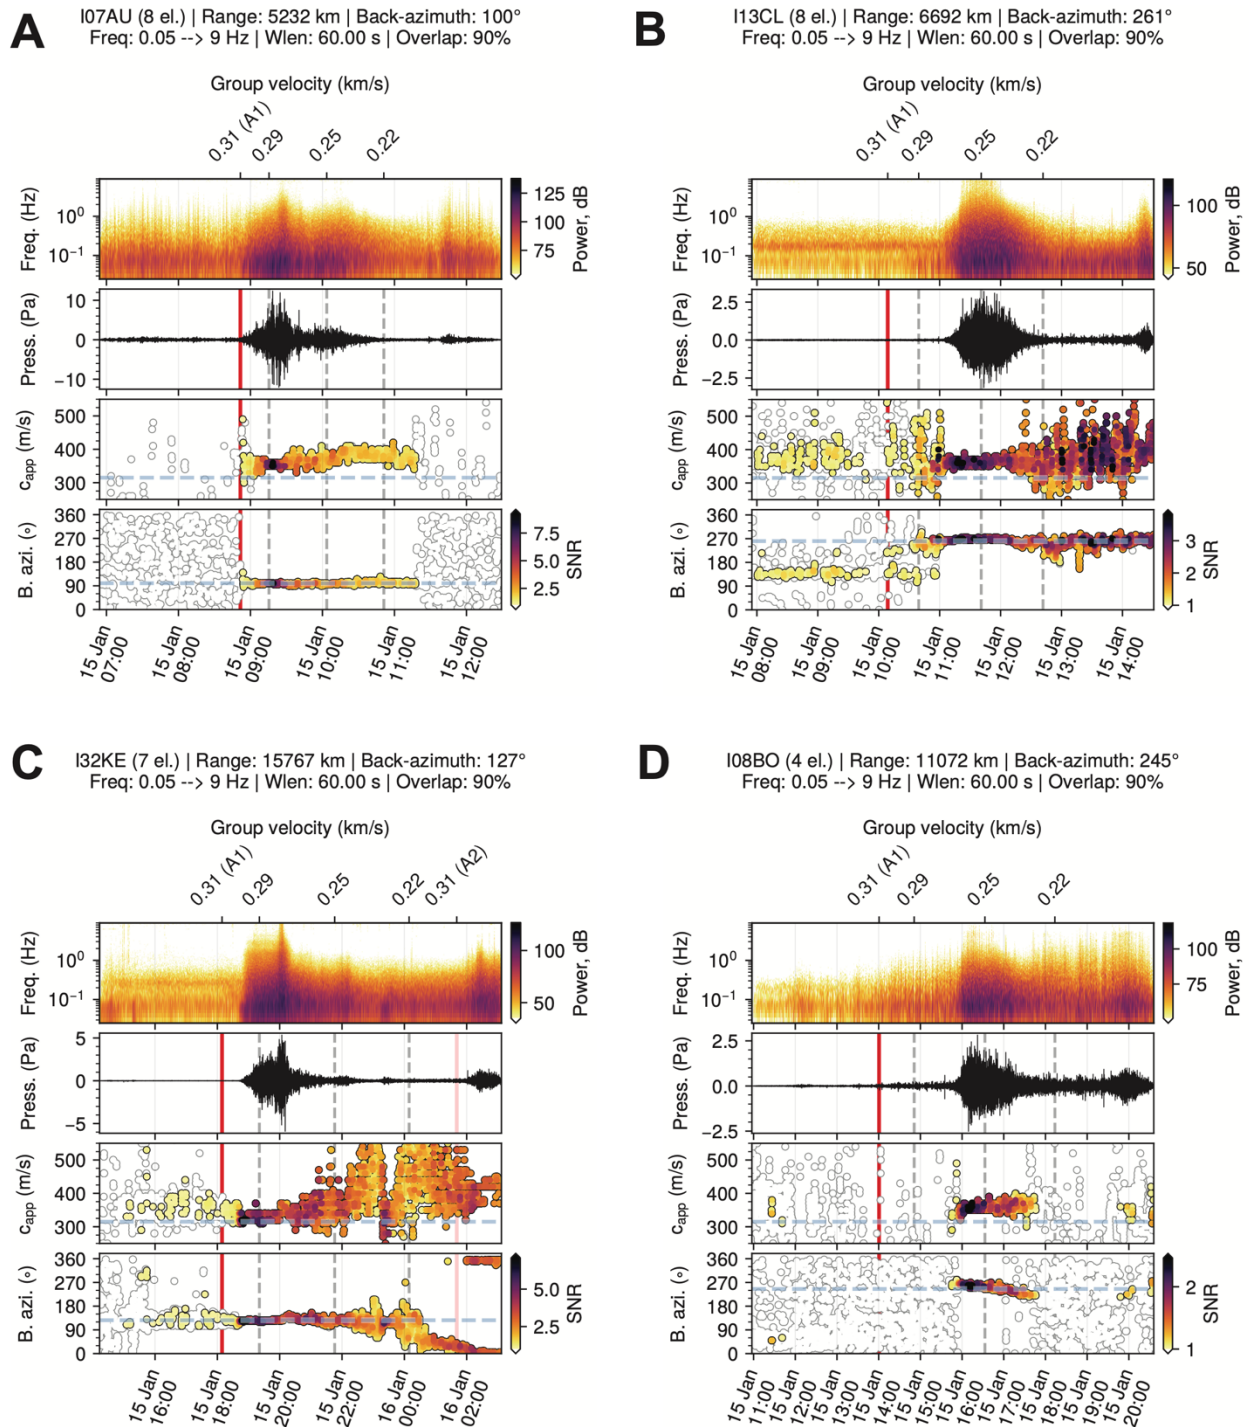 A
I07AU (8 el.) | Range: 5232 km | Back-azimuth: 100°
Freq: 0.05 --> 9 Hz | Wlen: 60.00 s | Overlap: 90%
Group velocity (km/s)
0.31 (A1)
0.29
0.25
0.22
Freq. (Hz)
10⁰
10⁻¹
125
100
75
Power, dB
Press. (Pa)
10
0
−10
c_app (m/s)
500
400
300
B. azi. (°)
360
270
180
90
0
7.5
5.0
2.5
SNR
15 Jan 07:00
15 Jan 08:00
15 Jan 09:00
15 Jan 10:00
15 Jan 11:00
15 Jan 12:00
B
I13CL (8 el.) | Range: 6692 km | Back-azimuth: 261°
Freq: 0.05 --> 9 Hz | Wlen: 60.00 s | Overlap: 90%
Group velocity (km/s)
0.31 (A1)
0.29
0.25
0.22
Freq. (Hz)
10⁰
10⁻¹
100
50
Power, dB
Press. (Pa)
2.5
0.0
−2.5
c_app (m/s)
500
400
300
B. azi. (°)
360
270
180
90
0
3
2
1
SNR
15 Jan 08:00
15 Jan 09:00
15 Jan 10:00
15 Jan 11:00
15 Jan 12:00
15 Jan 13:00
15 Jan 14:00
C
I32KE (7 el.) | Range: 15767 km | Back-azimuth: 127°
Freq: 0.05 --> 9 Hz | Wlen: 60.00 s | Overlap: 90%
Group velocity (km/s)
0.31 (A1)
0.29
0.25
0.22
0.31 (A2)
Freq. (Hz)
10⁰
10⁻¹
100
50
Power, dB
Press. (Pa)
5
0
−5
c_app (m/s)
500
400
300
B. azi. (°)
360
270
180
90
0
5.0
2.5
SNR
15 Jan 16:00
15 Jan 18:00
15 Jan 20:00
15 Jan 22:00
16 Jan 00:00
16 Jan 02:00
D
I08BO (4 el.) | Range: 11072 km | Back-azimuth: 245°
Freq: 0.05 --> 9 Hz | Wlen: 60.00 s | Overlap: 90%
Group velocity (km/s)
0.31 (A1)
0.29
0.25
0.22
Freq. (Hz)
10⁰
10⁻¹
100
75
Power, dB
Press. (Pa)
2.5
0.0
−2.5
c_app (m/s)
500
400
300
B. azi. (°)
360
270
180
90
0
2
1
SNR
15 Jan 11:00
15 Jan 12:00
15 Jan 13:00
15 Jan 14:00
15 Jan 15:00
15 Jan 16:00
15 Jan 17:00
15 Jan 18:00
15 Jan 19:00
15 Jan 20:00